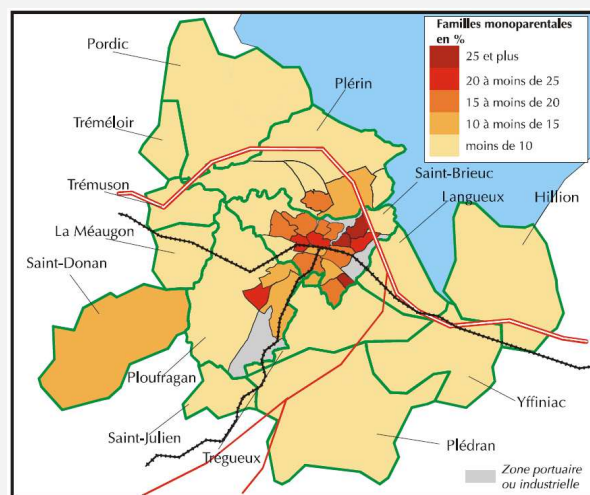 Familles monoparentales
en %
25 et plus
20 à moins de 25
15 à moins de 20
10 à moins de 15
moins de 10
Pordic
Plérin
Tréméloir
Saint-Brieuc
Trémuson
Langueux
Hillion
La Méaugon
Saint-Donan
Ploufragan
Yffiniac
Saint-Julien
Trégueux
Plédran
Zone portuaire
ou industrielle